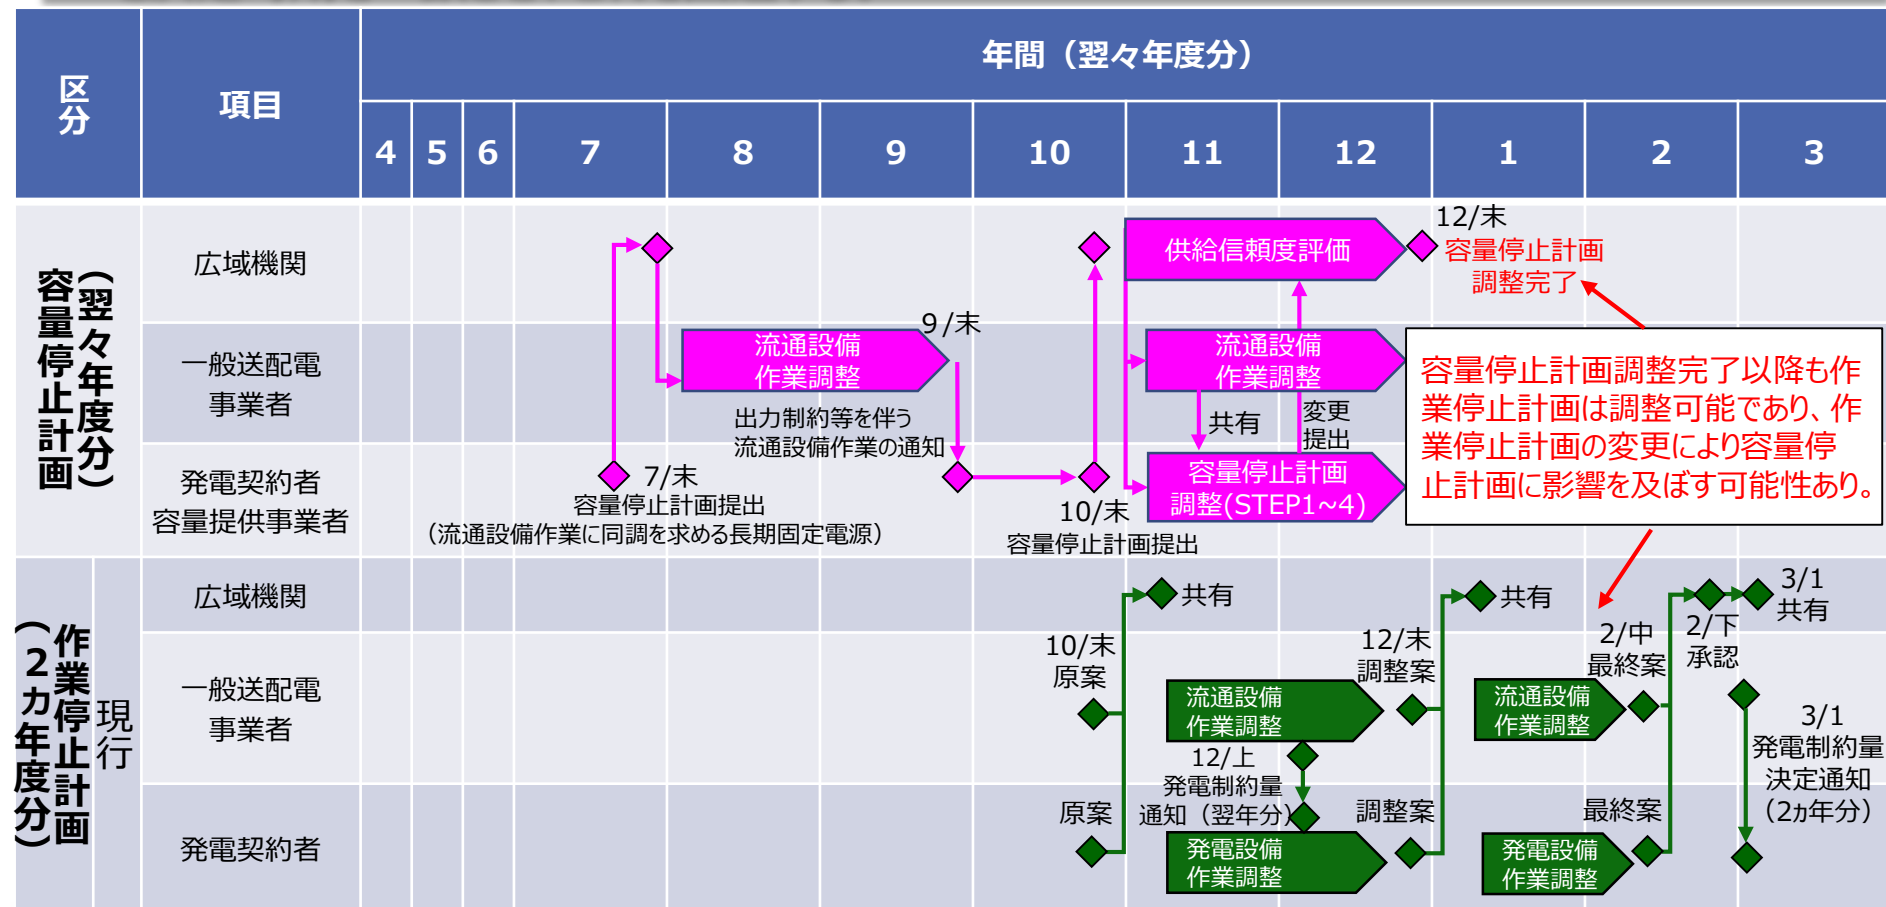 区分
項目
年間（翌々年度分）
4 5 6 7 8 9 10 11 12 1 2 3
容量停止計画
（翌々年度分）
広域機関
供給信頼度評価
12/末
容量停止計画
調整完了
一般送配電
事業者
流通設備
作業調整
9/末
出力制約等を伴う
流通設備作業の通知
流通設備
作業調整
共有
変更
提出
容量停止計画調整完了以降も作
業停止計画は調整可能であり、作
業停止計画の変更により容量停
止計画に影響を及ぼす可能性あり。
発電契約者
容量提供事業者
7/末
容量停止計画提出
（流通設備作業に同調を求める長期固定電源）
10/末
容量停止計画提出
容量停止計画
調整(STEP1~4)
作業停止計画
（２カ年度分）
現行
広域機関
共有
共有
3/1
共有
一般送配電
事業者
10/末
原案
流通設備
作業調整
12/末
調整案
流通設備
作業調整
2/中
最終案
2/下
承認
12/上
発電制約量
通知（翌年分）
3/1
発電制約量
決定通知
（2ヵ年分）
発電契約者
原案
発電設備
作業調整
調整案
発電設備
作業調整
最終案